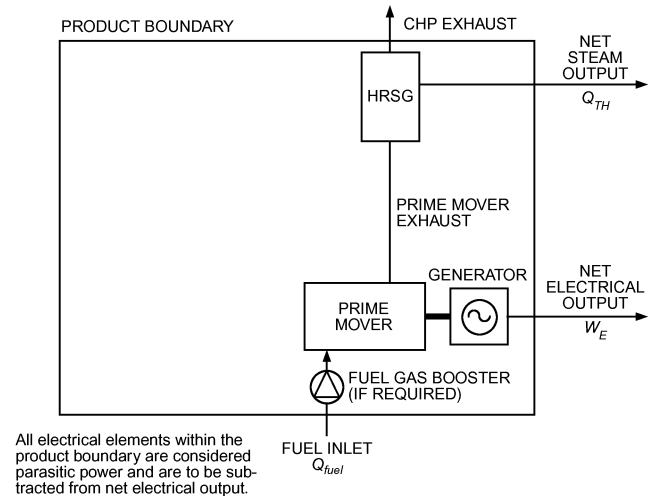 PRODUCT BOUNDARY
CHP EXHAUST
NET
STEAM
OUTPUT
Q_TH
HRSG
PRIME MOVER
EXHAUST
GENERATOR
NET
ELECTRICAL
OUTPUT
W_E
PRIME
MOVER
FUEL GAS BOOSTER
(IF REQUIRED)
FUEL INLET
Q_fuel
All electrical elements within the
product boundary are considered
parasitic power and are to be sub-
tracted from net electrical output.